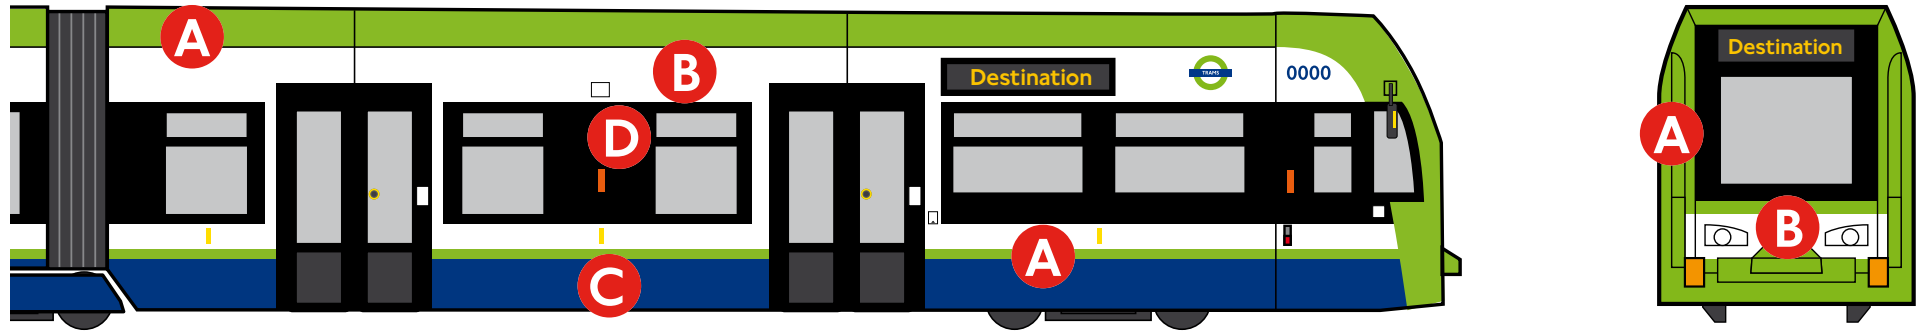 A
B
Destination
TRAMS
0000
D
A
C
Destination
A
B